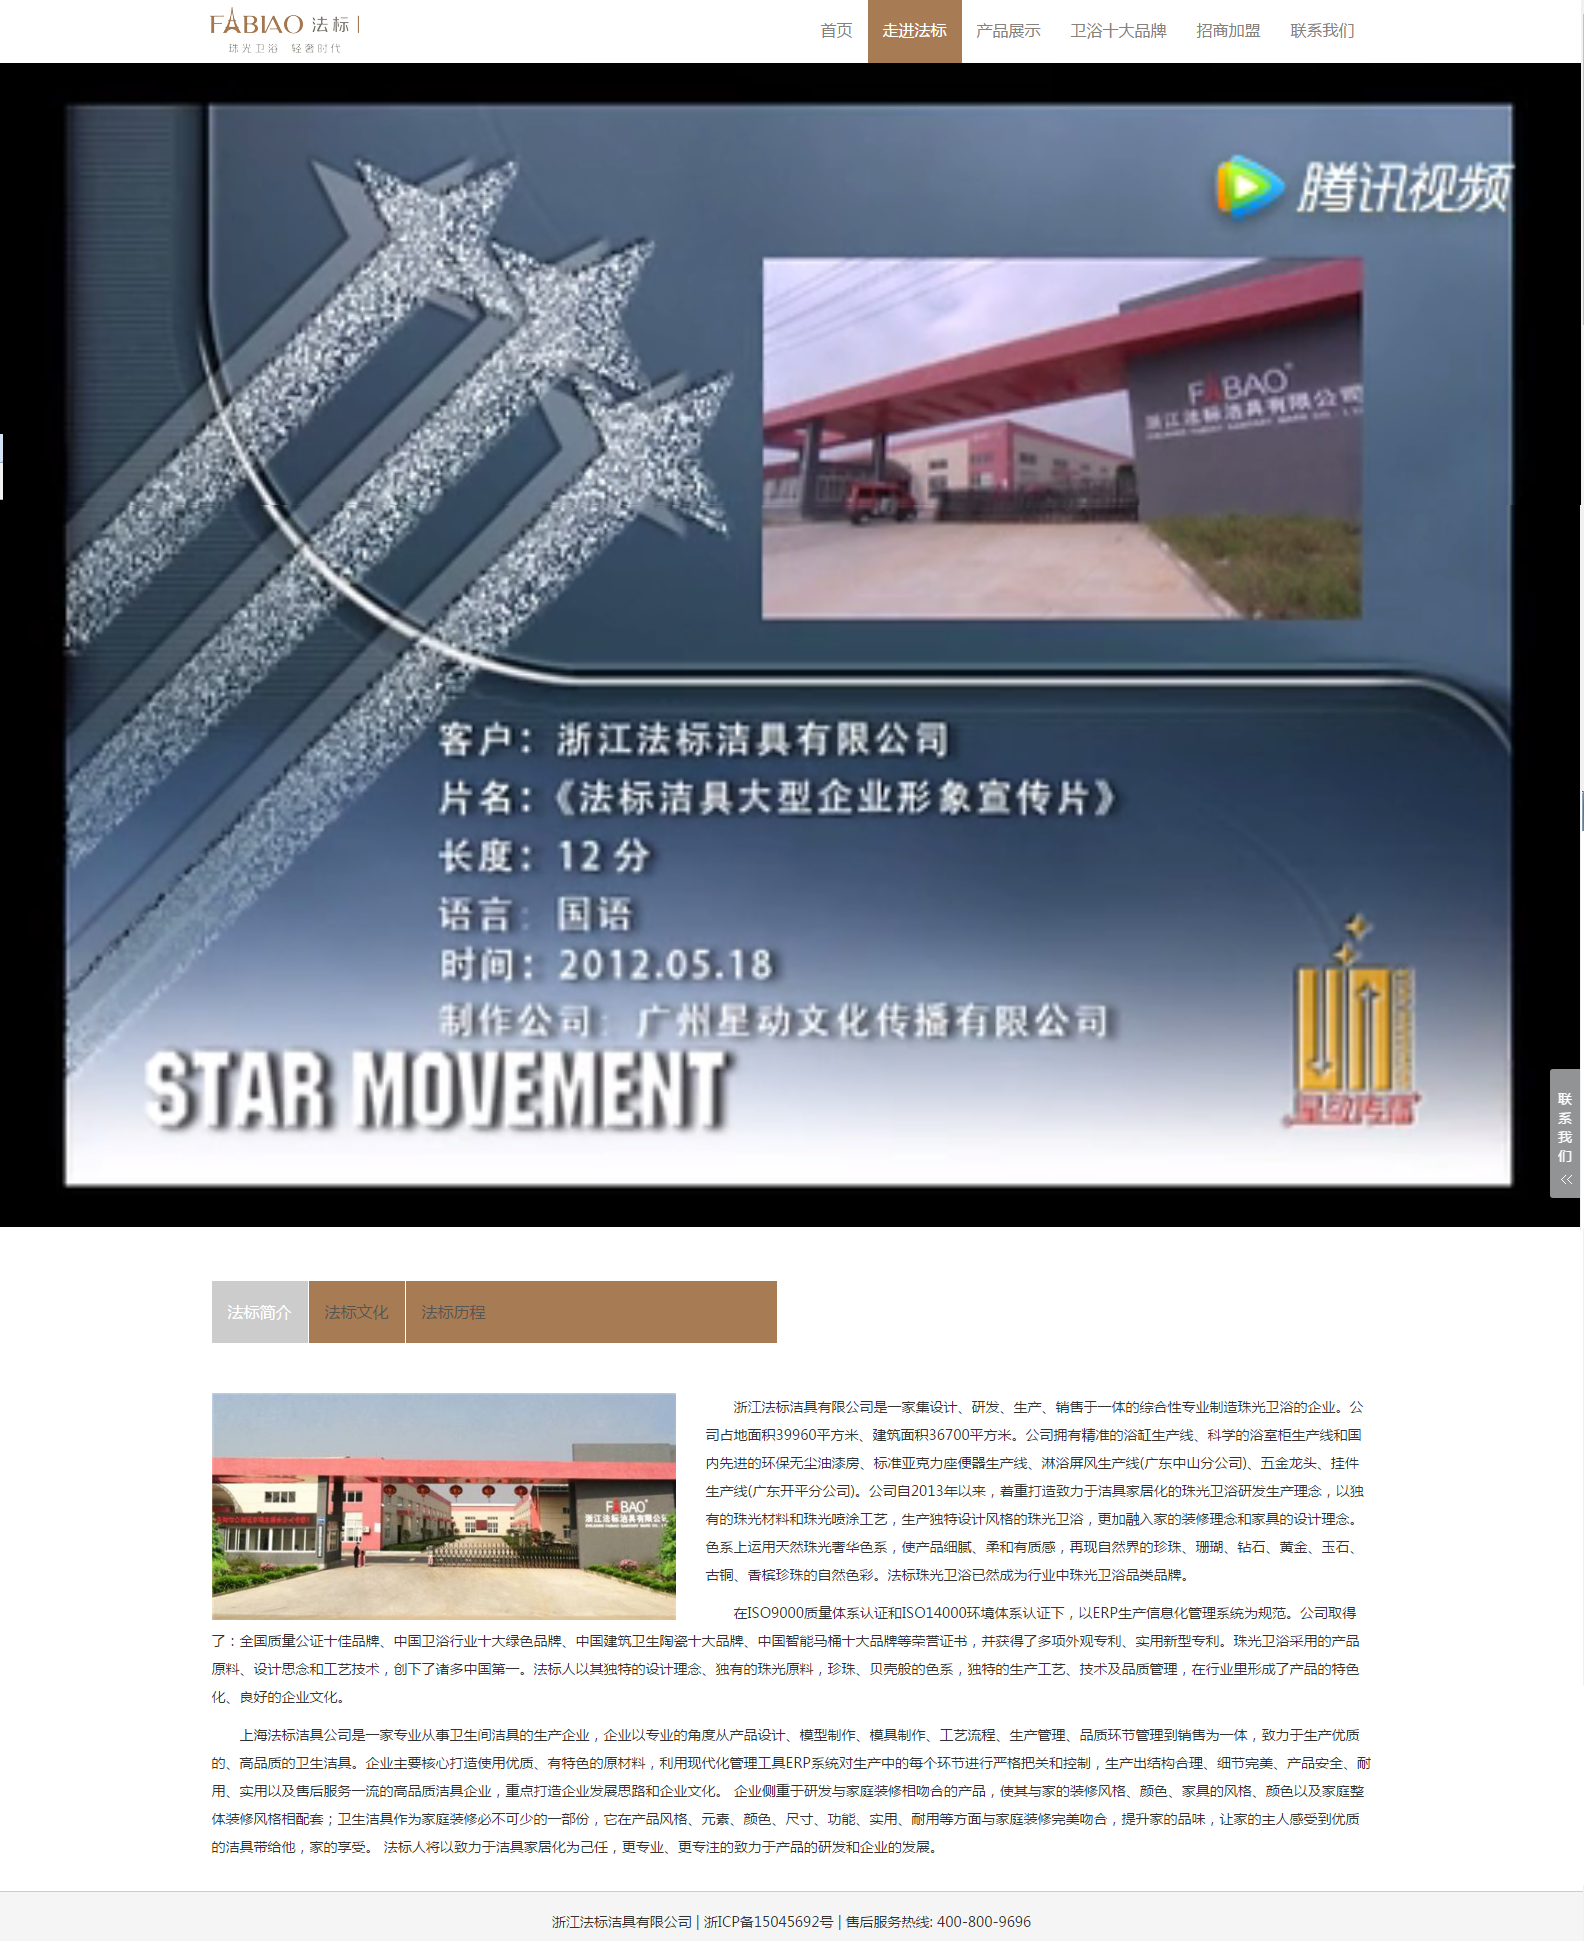 FABIAO 法标
珠光卫浴 轻奢时代
首页 走进法标 产品展示 卫浴十大品牌 招商加盟 联系我们
腾讯视频
FABAO
浙江法标洁具有限公司
客户：浙江法标洁具有限公司
片名：《法标洁具大型企业形象宣传片》
长度：12 分
语言：国语
时间：2012.05.18
制作公司：广州星动文化传播有限公司
STAR MOVEMENT
星动传播
联
系
我
们
法标简介 法标文化 法标历程
FABAO
浙江法标洁具有限公司
浙江法标洁具有限公司是一家集设计、研发、生产、销售于一体的综合性专业制造珠光卫浴的企业。公
司占地面积39960平方米、建筑面积36700平方米。公司拥有精准的浴缸生产线、科学的浴室柜生产线和国
内先进的环保无尘油漆房、标准亚克力座便器生产线、淋浴屏风生产线(广东中山分公司)、五金龙头、挂件
生产线(广东开平分公司)。公司自2013年以来，着重打造致力于洁具家居化的珠光卫浴研发生产理念，以独
有的珠光材料和珠光喷涂工艺，生产独特设计风格的珠光卫浴，更加融入家的装修理念和家具的设计理念。
色系上运用天然珠光奢华色系，使产品细腻、柔和有质感，再现自然界的珍珠、珊瑚、钻石、黄金、玉石、
古铜、香槟珍珠的自然色彩。法标珠光卫浴已然成为行业中珠光卫浴品类品牌。
在ISO9000质量体系认证和ISO14000环境体系认证下，以ERP生产信息化管理系统为规范。公司取得
了：全国质量公证十佳品牌、中国卫浴行业十大绿色品牌、中国建筑卫生陶瓷十大品牌、中国智能马桶十大品牌等荣誉证书，并获得了多项外观专利、实用新型专利。珠光卫浴采用的产品
原料、设计思念和工艺技术，创下了诸多中国第一。法标人以其独特的设计理念、独有的珠光原料，珍珠、贝壳般的色系，独特的生产工艺、技术及品质管理，在行业里形成了产品的特色
化、良好的企业文化。
上海法标洁具公司是一家专业从事卫生间洁具的生产企业，企业以专业的角度从产品设计、模型制作、模具制作、工艺流程、生产管理、品质环节管理到销售为一体，致力于生产优质
的、高品质的卫生洁具。企业主要核心打造使用优质、有特色的原材料，利用现代化管理工具ERP系统对生产中的每个环节进行严格把关和控制，生产出结构合理、细节完美、产品安全、耐
用、实用以及售后服务一流的高品质洁具企业，重点打造企业发展思路和企业文化。 企业侧重于研发与家庭装修相吻合的产品，使其与家的装修风格、颜色、家具的风格、颜色以及家庭整
体装修风格相配套；卫生洁具作为家庭装修必不可少的一部份，它在产品风格、元素、颜色、尺寸、功能、实用、耐用等方面与家庭装修完美吻合，提升家的品味，让家的主人感受到优质
的洁具带给他，家的享受。 法标人将以致力于洁具家居化为己任，更专业、更专注的致力于产品的研发和企业的发展。
浙江法标洁具有限公司 | 浙ICP备15045692号 | 售后服务热线: 400-800-9696